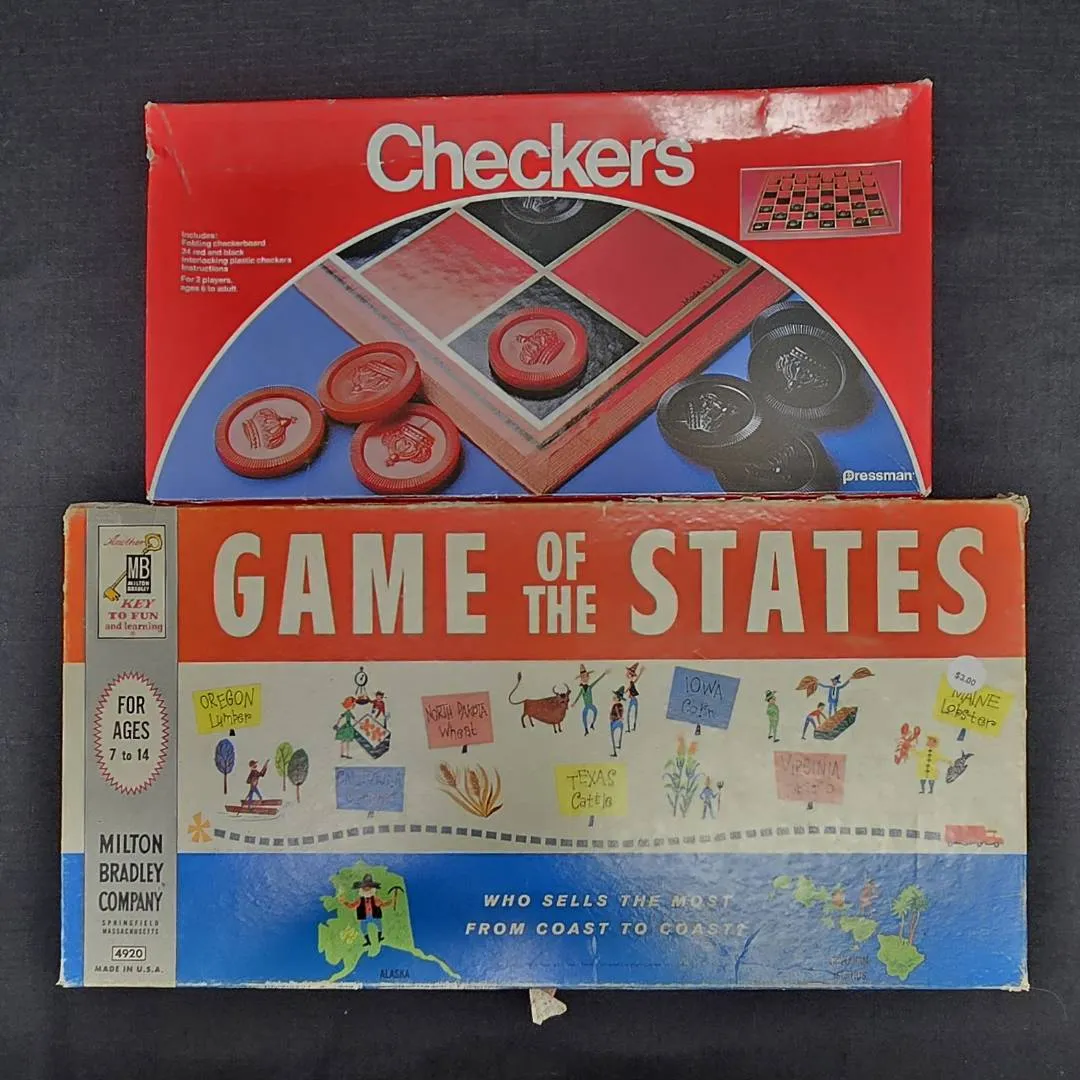 Checkers
Includes:
Folding checkerboard
24 red and black
interlocking plastic checkers
Instructions
For 2 players,
ages 6 to adult.
MADE IN U.S.A.
Pressman
Another
MB
MILTON
BRADLEY
KEY
TO FUN
and learning
GAME OF THE STATES
FOR
AGES
7 to 14
OREGON
Lumber
NORTH DAKOTA
Wheat
IOWA
Corn
$3.00
MAINE
Lobster
TEXAS
Cattle
VIRGINIA
MILTON
BRADLEY
COMPANY
SPRINGFIELD
MASSACHUSETTS
4920
MADE IN U.S.A.
WHO SELLS THE MOST
FROM COAST TO COAST?
ALASKA